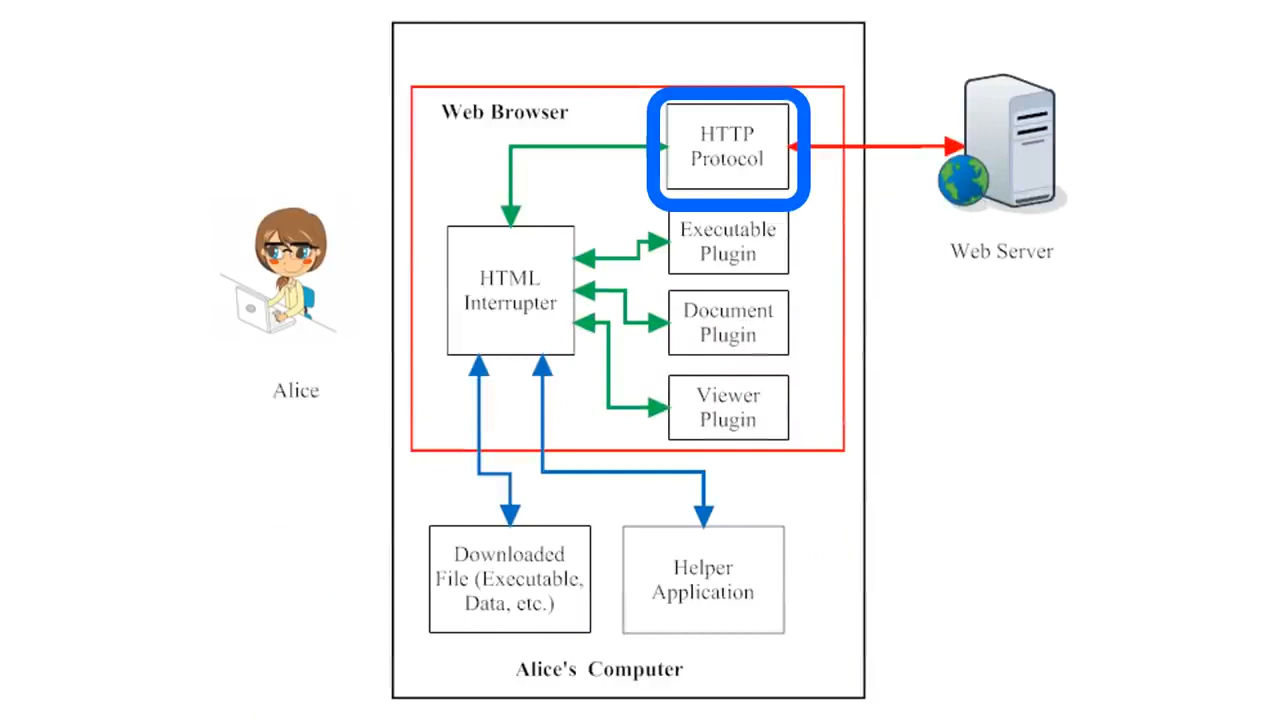 Web Browser
HTTP
Protocol
Executable
Plugin
Web Server
HTML
Interrupter
Document
Plugin
Alice
Viewer
Plugin
Downloaded
File (Executable,
Data, etc.)
Helper
Application
Alice's Computer